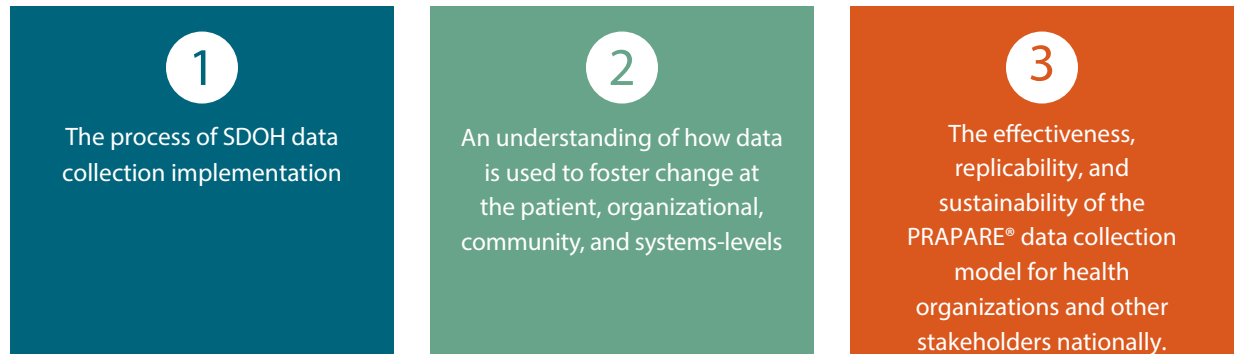 1
The process of SDOH data
collection implementation
2
An understanding of how data
is used to foster change at
the patient, organizational,
community, and systems-levels
3
The effectiveness,
replicability, and
sustainability of the
PRAPARE® data collection
model for health
organizations and other
stakeholders nationally.